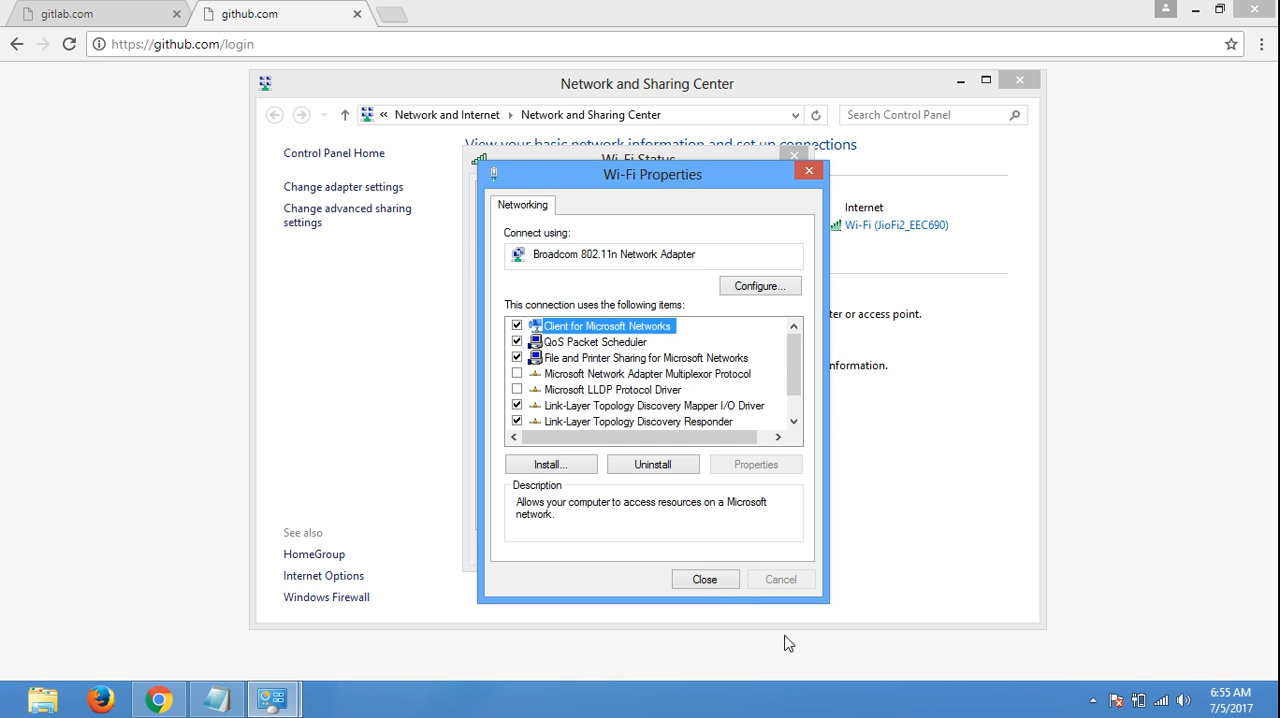 gitlab.com
github.com
https://github.com/login
Network and Sharing Center
« Network and Internet › Network and Sharing Center
Search Control Panel
View your basic network information and set up connections
Control Panel Home
Change adapter settings
Change advanced sharing
settings
Wi-Fi Status
Wi-Fi Properties
Networking
Connect using:
Broadcom 802.11n Network Adapter
Configure...
This connection uses the following items:
Client for Microsoft Networks
QoS Packet Scheduler
File and Printer Sharing for Microsoft Networks
Microsoft Network Adapter Multiplexor Protocol
Microsoft LLDP Protocol Driver
Link-Layer Topology Discovery Mapper I/O Driver
Link-Layer Topology Discovery Responder
Install...
Uninstall
Properties
Description
Allows your computer to access resources on a Microsoft
network.
Close
Cancel
Internet
Wi-Fi (JioFi2_EEC690)
ter or access point.
nformation.
See also
HomeGroup
Internet Options
Windows Firewall
6:55 AM
7/5/2017